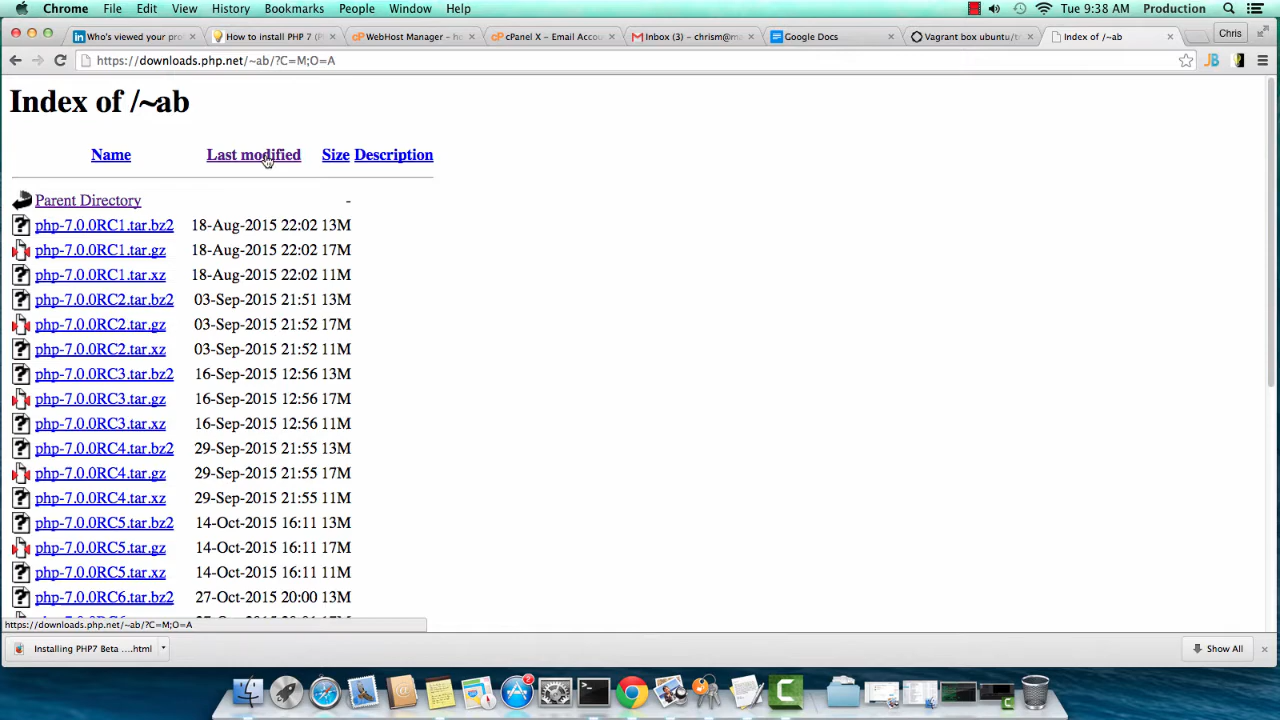 Chrome File Edit View History Bookmarks People Window Help Tue 9:38 AM Production
Who's viewed your pro How to install PHP 7 (P WebHost Manager - ho cPanel X - Email Accou Inbox (3) - chrism@m Google Docs Vagrant box ubuntu/tr Index of /~ab Chris
https://downloads.php.net/~ab/?C=M;O=A
Index of /~ab
Name Last modified Size Description
Parent Directory -
php-7.0.0RC1.tar.bz2 18-Aug-2015 22:02 13M
php-7.0.0RC1.tar.gz 18-Aug-2015 22:02 17M
php-7.0.0RC1.tar.xz 18-Aug-2015 22:02 11M
php-7.0.0RC2.tar.bz2 03-Sep-2015 21:51 13M
php-7.0.0RC2.tar.gz 03-Sep-2015 21:52 17M
php-7.0.0RC2.tar.xz 03-Sep-2015 21:52 11M
php-7.0.0RC3.tar.bz2 16-Sep-2015 12:56 13M
php-7.0.0RC3.tar.gz 16-Sep-2015 12:56 17M
php-7.0.0RC3.tar.xz 16-Sep-2015 12:56 11M
php-7.0.0RC4.tar.bz2 29-Sep-2015 21:55 13M
php-7.0.0RC4.tar.gz 29-Sep-2015 21:55 17M
php-7.0.0RC4.tar.xz 29-Sep-2015 21:55 11M
php-7.0.0RC5.tar.bz2 14-Oct-2015 16:11 13M
php-7.0.0RC5.tar.gz 14-Oct-2015 16:11 17M
php-7.0.0RC5.tar.xz 14-Oct-2015 16:11 11M
php-7.0.0RC6.tar.bz2 27-Oct-2015 20:00 13M
https://downloads.php.net/~ab/?C=M;O=A
Installing PHP7 Beta ....html Show All